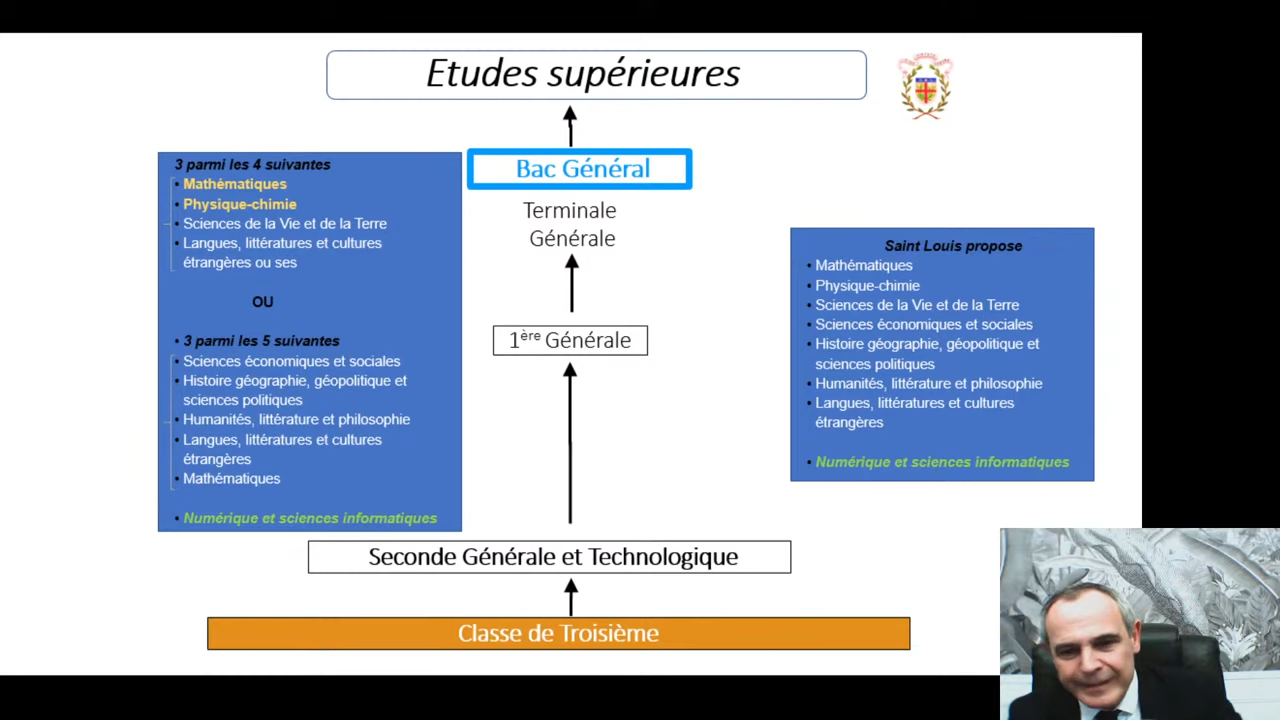 Etudes supérieures
3 parmi les 4 suivantes
• Mathématiques
• Physique-chimie
• Sciences de la Vie et de la Terre
• Langues, littératures et cultures
étrangères ou ses
OU
• 3 parmi les 5 suivantes
• Sciences économiques et sociales
• Histoire géographie, géopolitique et
sciences politiques
• Humanités, littérature et philosophie
• Langues, littératures et cultures
étrangères
• Mathématiques
• Numérique et sciences informatiques
Bac Général
Terminale
Générale
1ère Générale
Saint Louis propose
• Mathématiques
• Physique-chimie
• Sciences de la Vie et de la Terre
• Sciences économiques et sociales
• Histoire géographie, géopolitique et
sciences politiques
• Humanités, littérature et philosophie
• Langues, littératures et cultures
étrangères
• Numérique et sciences informatiques
Seconde Générale et Technologique
Classe de Troisième